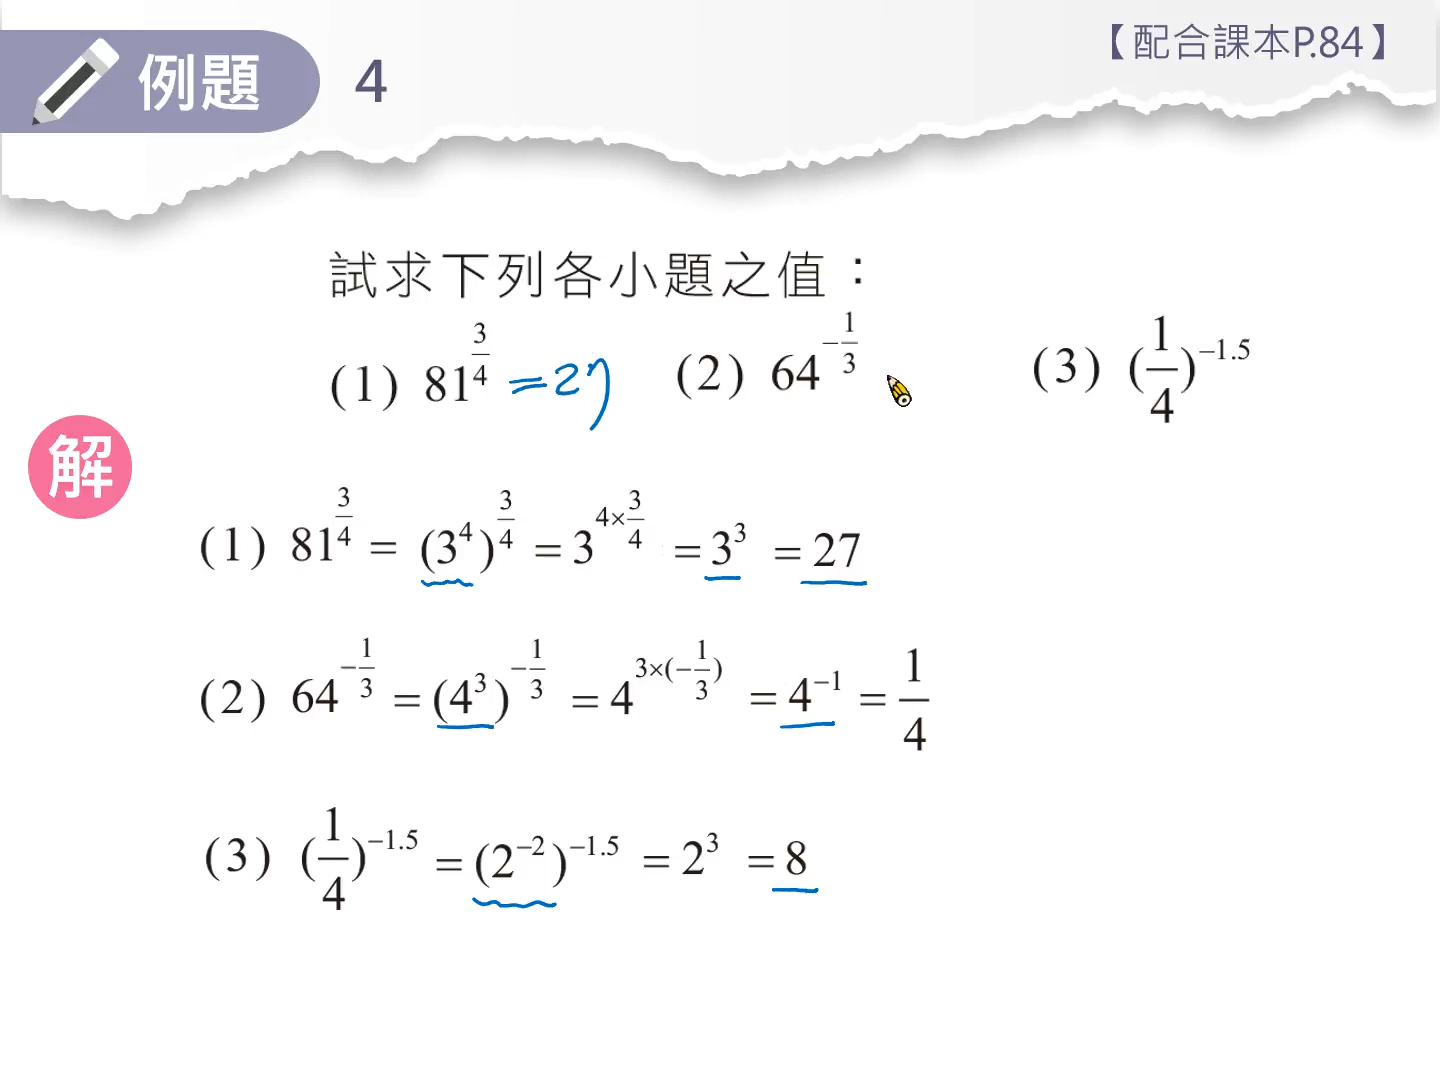 例題 4 【配合課本P.84】
試求下列各小題之值：
(1) 81^{3/4} =27 (2) 64^{-1/3} (3) (1/4)^{-1.5}
解
(1) 81^{3/4} = (3^4)^{3/4} = 3^{4×3/4} = 3^3 = 27
(2) 64^{-1/3} = (4^3)^{-1/3} = 4^{3×(-1/3)} = 4^{-1} = 1/4
(3) (1/4)^{-1.5} = (2^{-2})^{-1.5} = 2^3 = 8